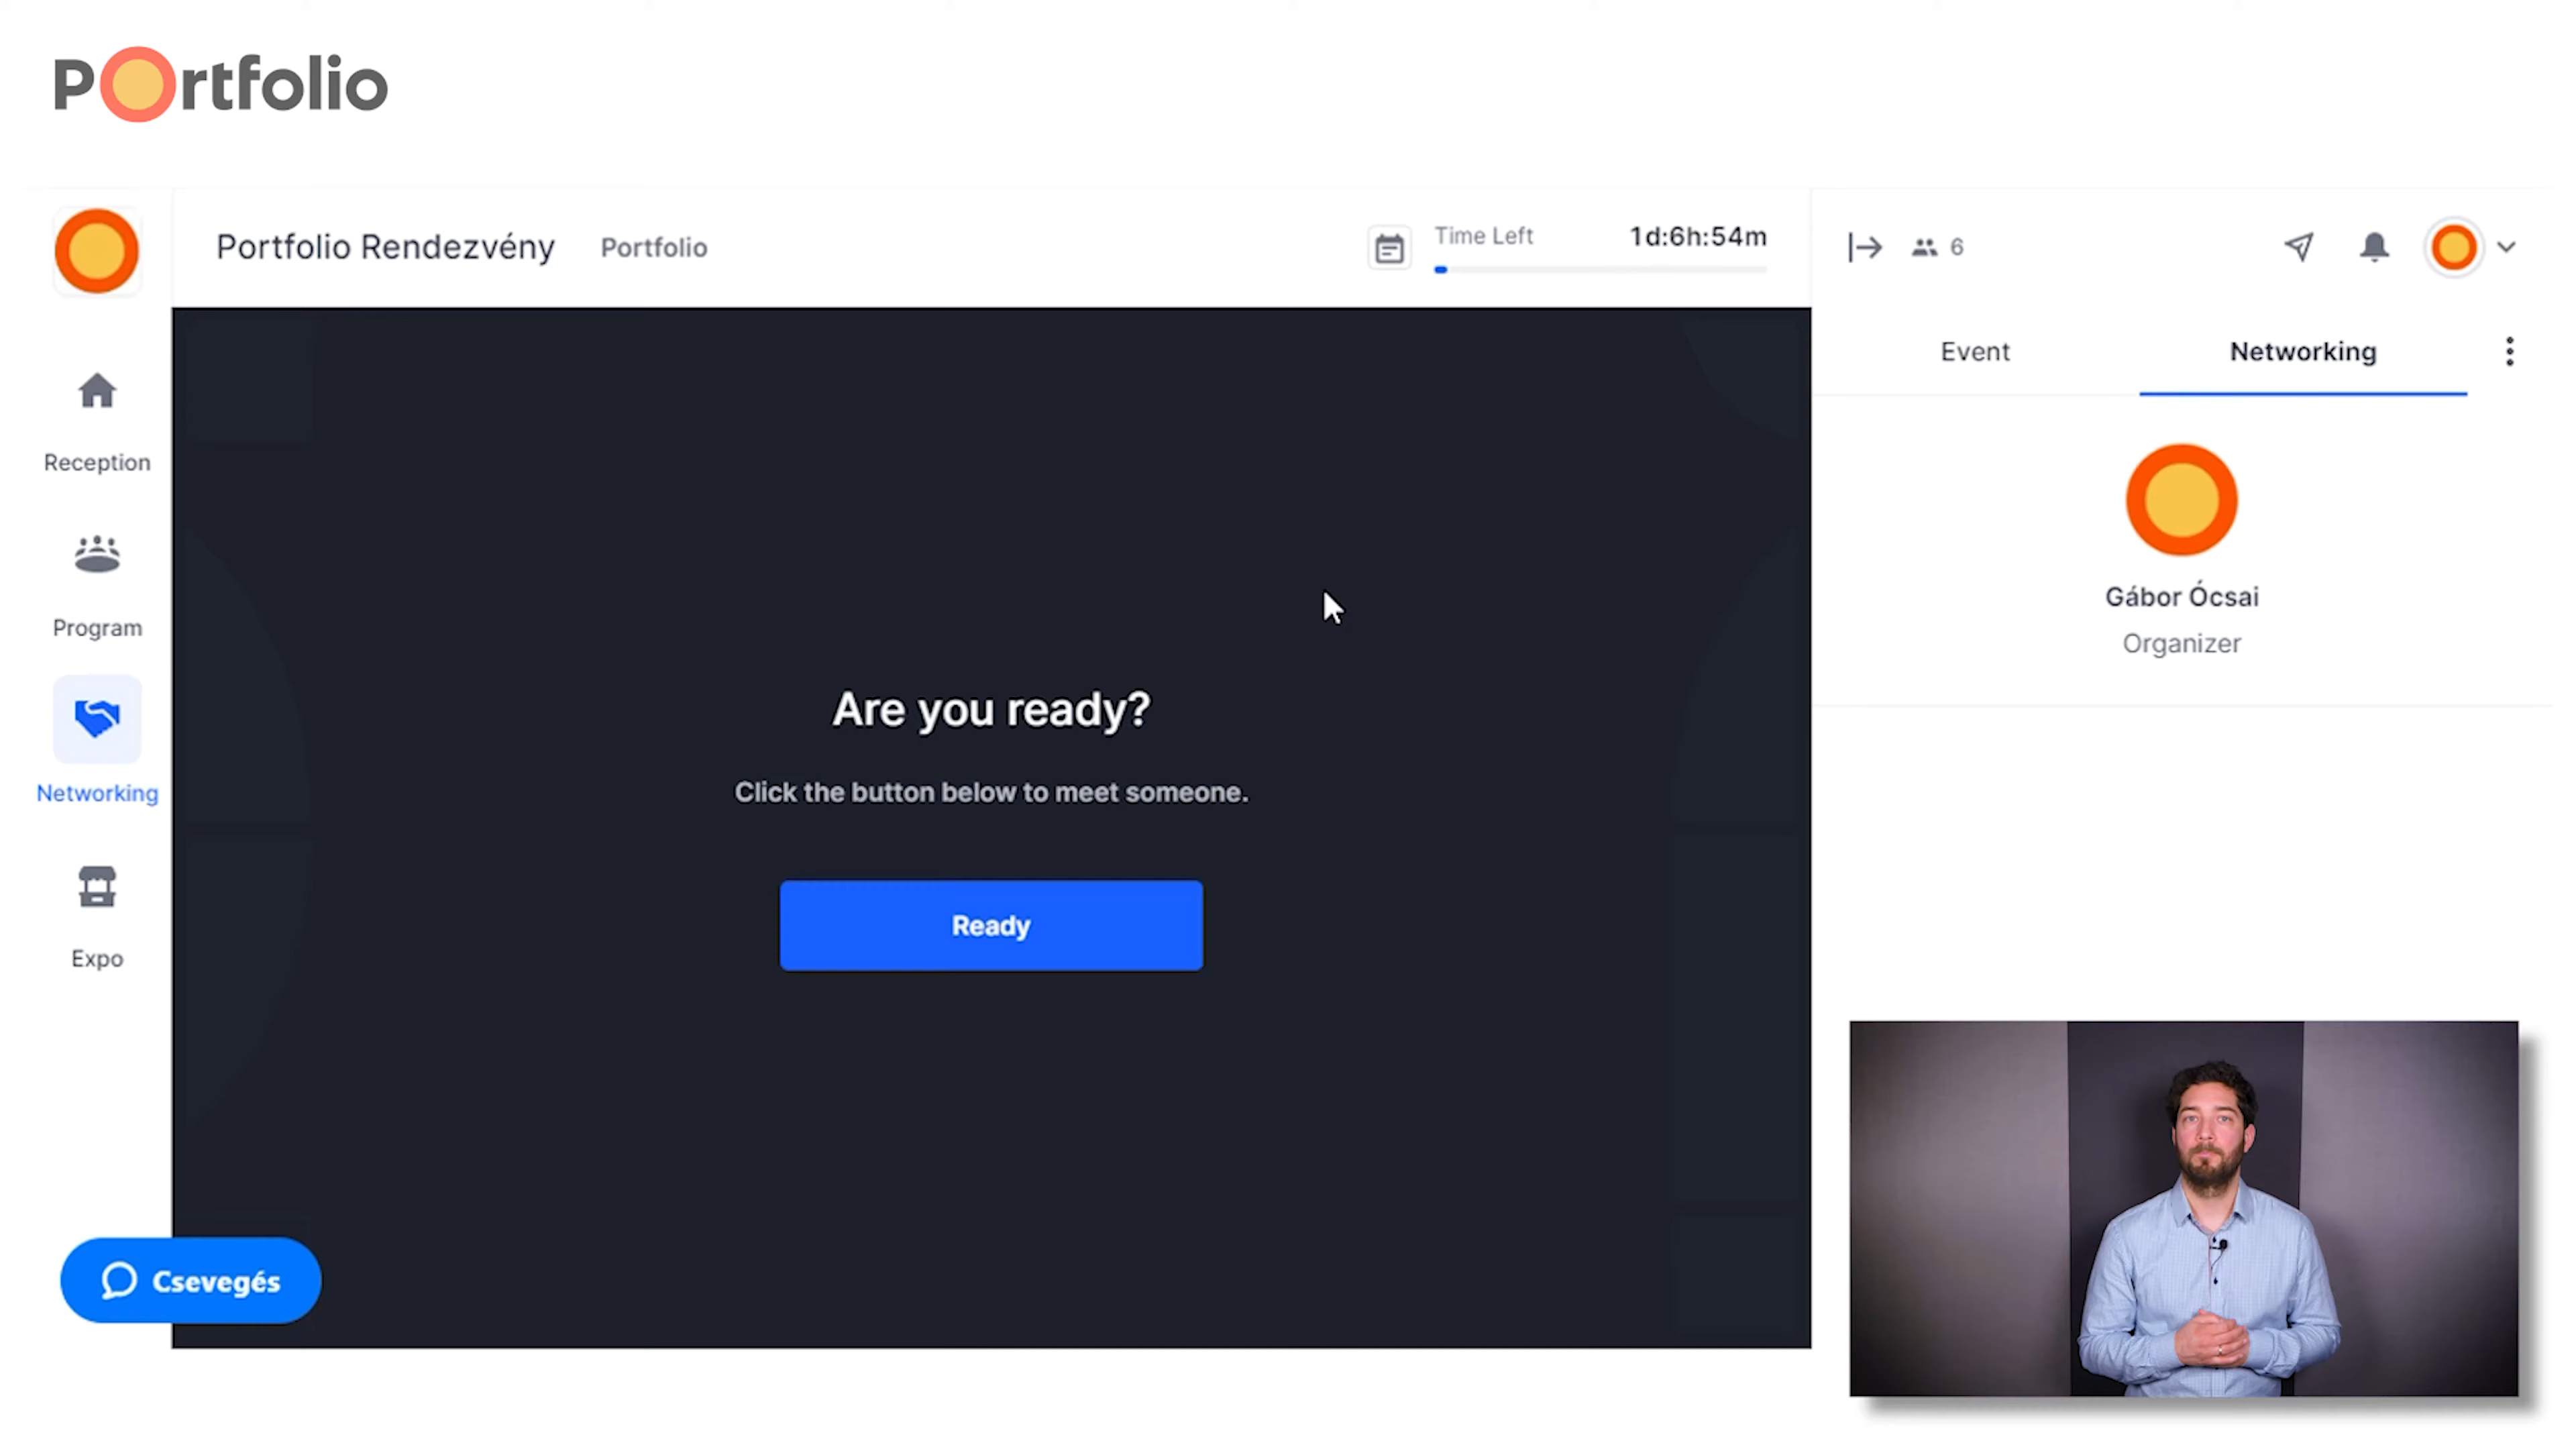 Portfolio
Portfolio Rendezvény Portfolio
Time Left 1d:6h:54m
6
Reception
Program
Networking
Expo
Are you ready?
Click the button below to meet someone.
Ready
Csevegés
Event Networking
Gábor Ócsai
Organizer